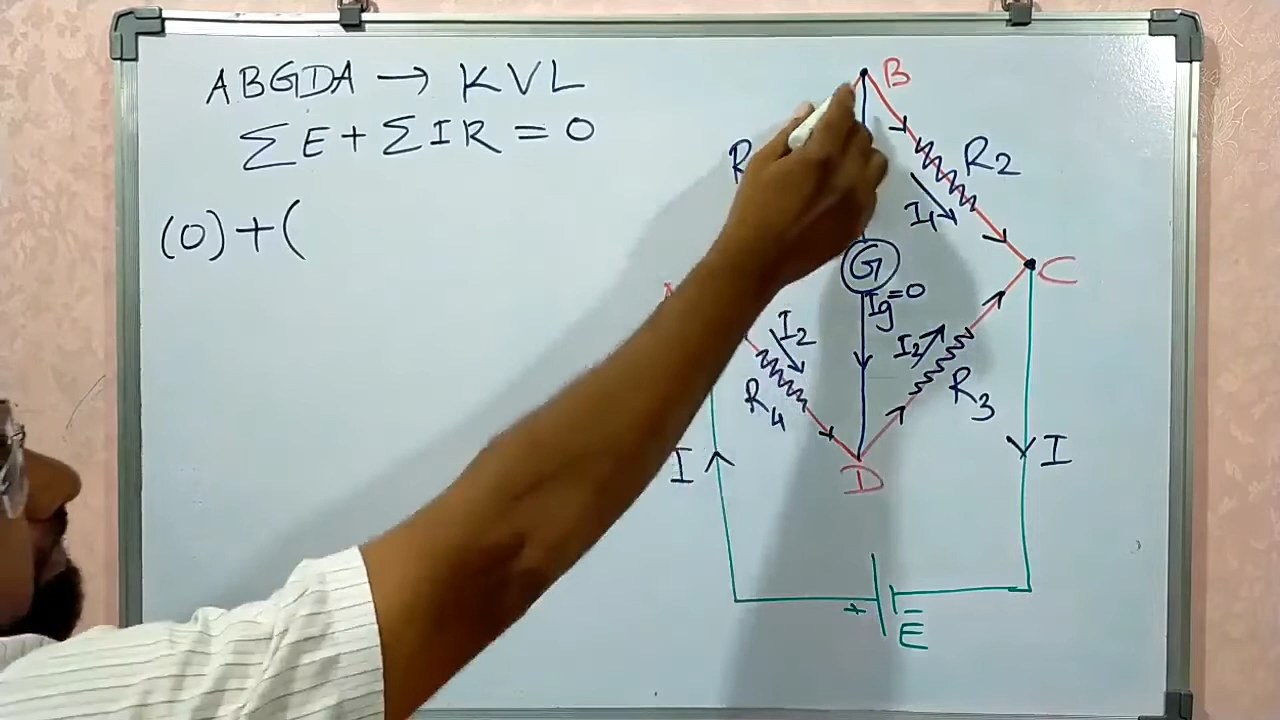 ABGDA → KVL
ΣE + ΣIR = 0
(0) + (
B
R
R2
I1
G
Ig=0
C
A
I2
I2
R4
R3
D
I
I
+
E